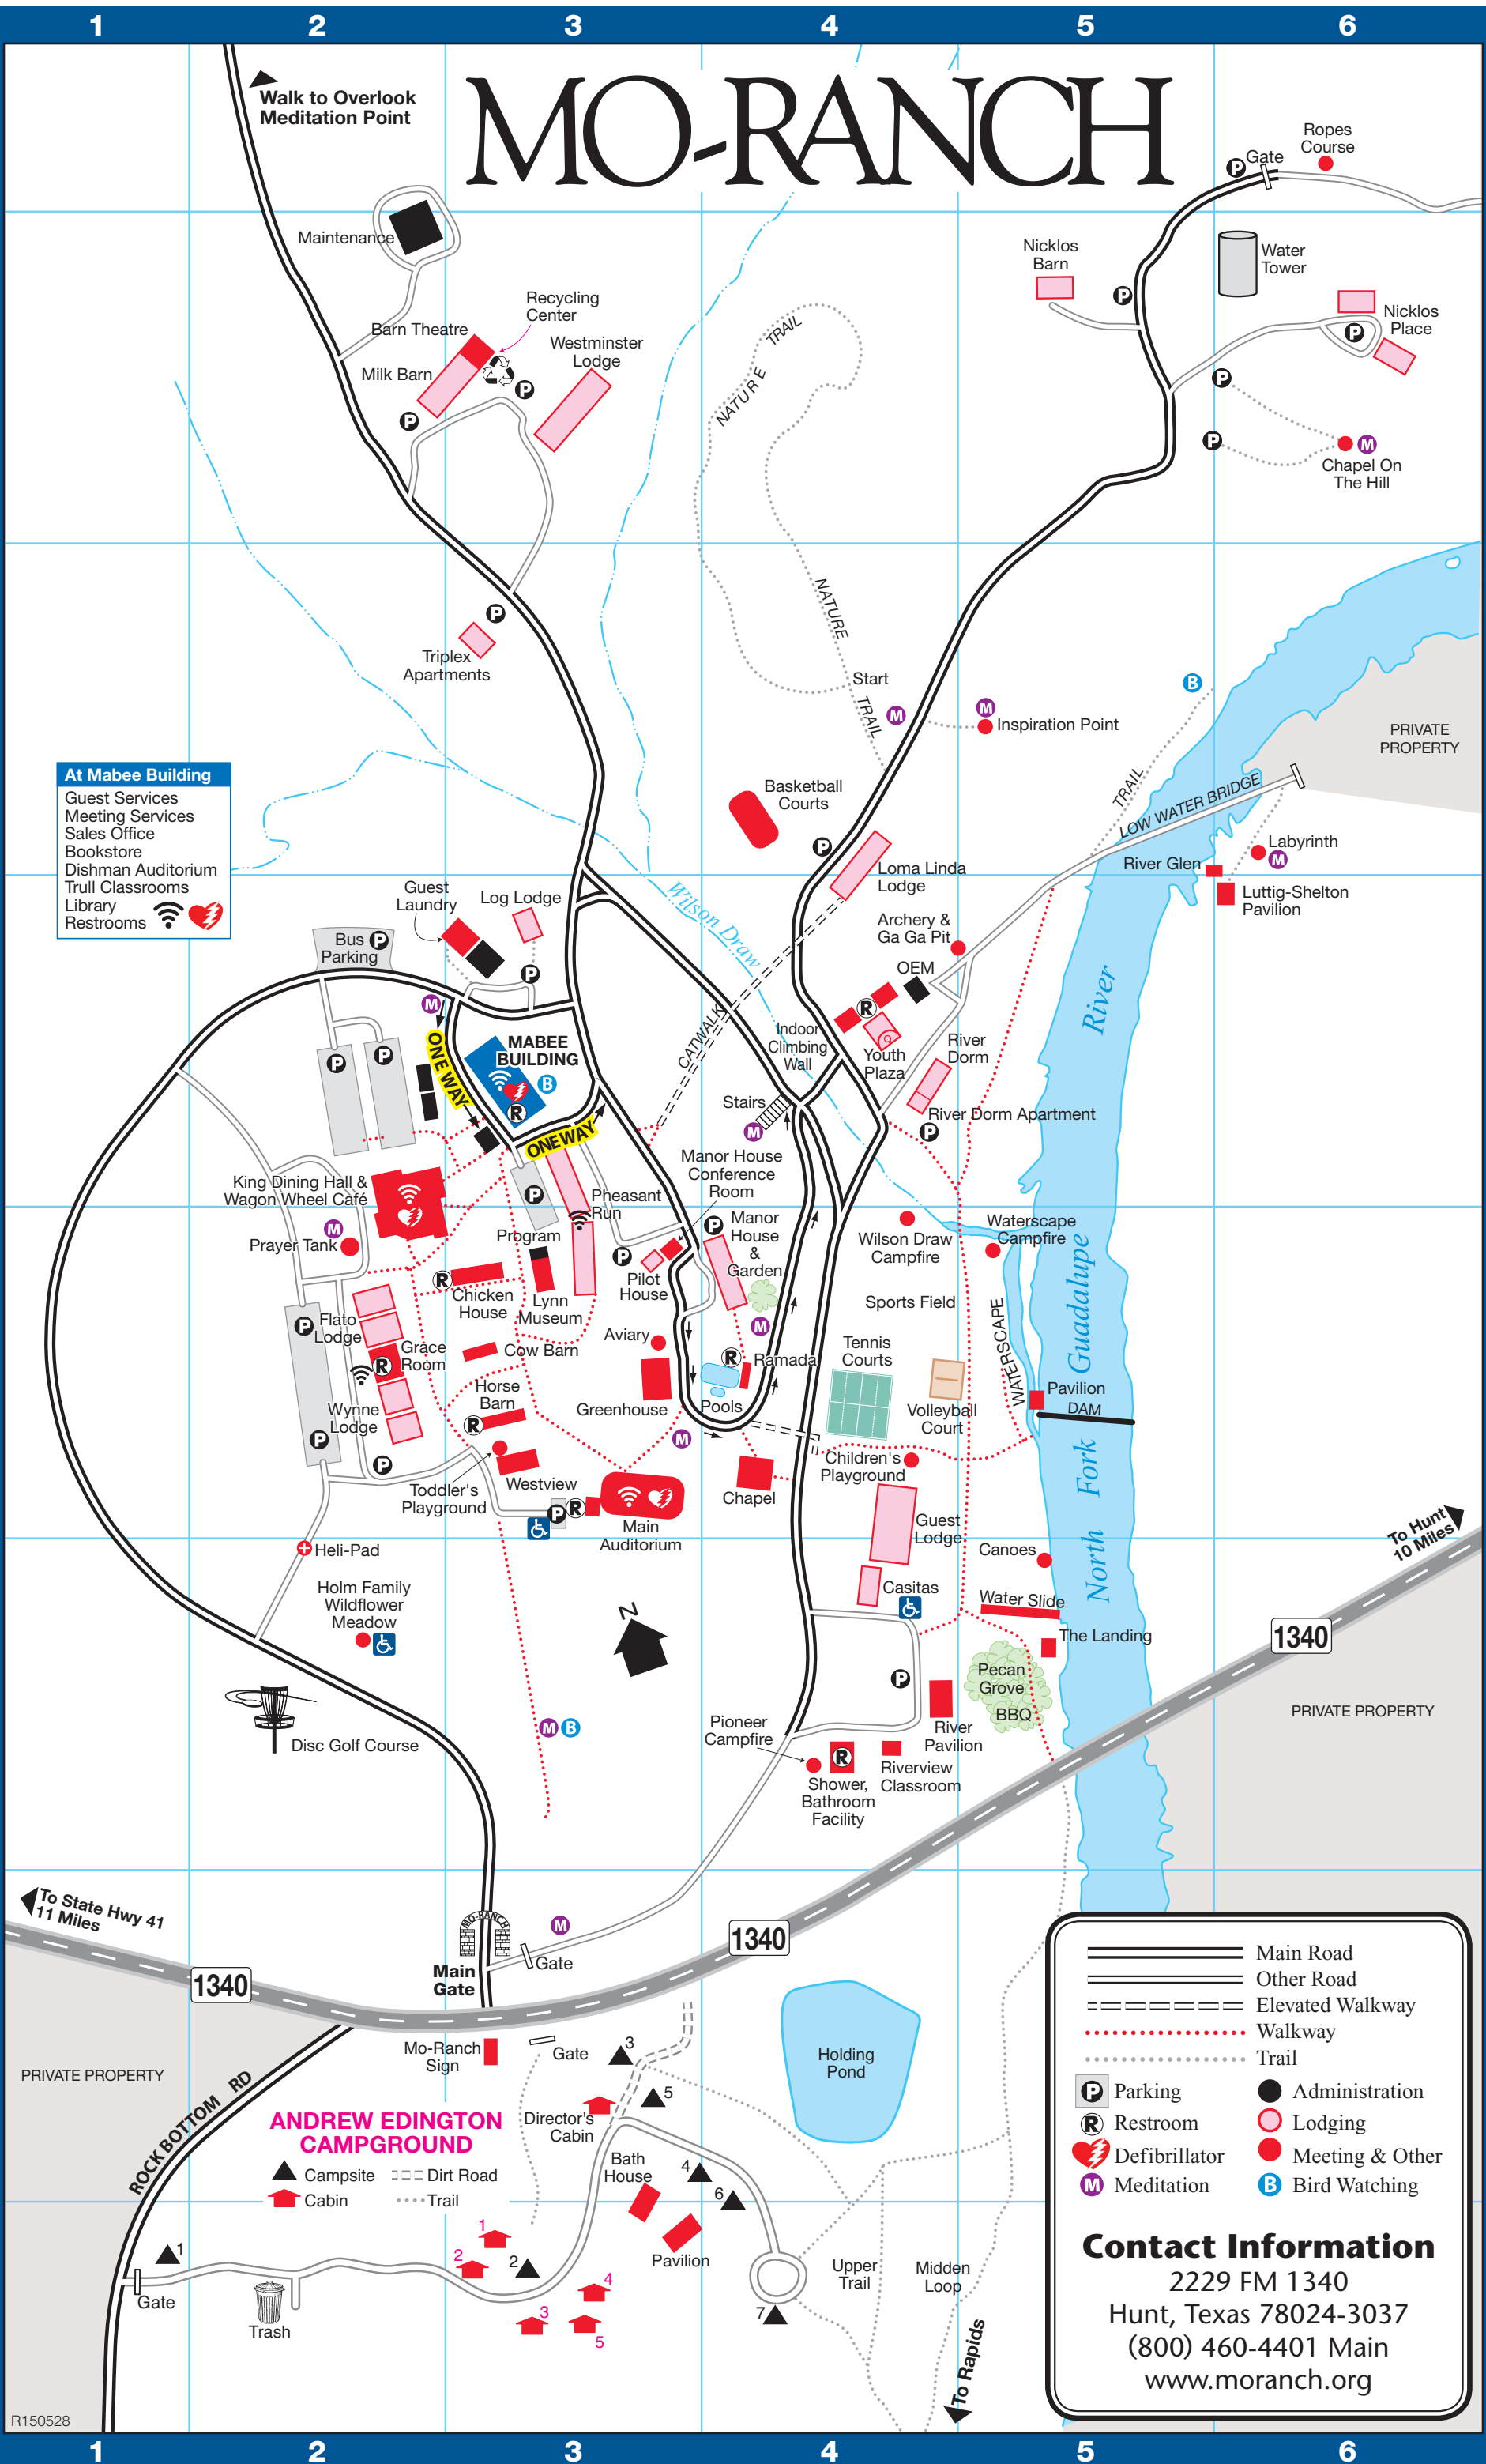 1 2 3 4 5 6
MO-RANCH
Walk to Overlook
Meditation Point
Ropes
Course
P
Gate
Maintenance
Nicklos
Barn
Water
Tower
P
Recycling
Center
Nicklos
Place
P
Barn Theatre
Westminster
Lodge
Milk Barn
P
P
NATURE TRAIL
P
P
M
Chapel On
The Hill
P
Triplex
Apartments
NATURE TRAIL
Start
M
M
Inspiration Point
B
PRIVATE
PROPERTY
At Mabee Building
Guest Services
Meeting Services
Sales Office
Bookstore
Dishman Auditorium
Trull Classrooms
Library
Restrooms
Basketball
Courts
P
TRAIL
LOW WATER BRIDGE
Labyrinth
M
River Glen
Luttig-Shelton
Pavilion
Loma Linda
Lodge
Guest
Laundry
Log Lodge
Wilson Draw
Archery &
Ga Ga Pit
OEM
Bus
Parking
P
P
M
ONE WAY
MABEE
BUILDING
B
R
P
P
CATWALK
Indoor
Climbing
Wall
R
Youth
Plaza
River
Dorm
River Dorm Apartment
P
Stairs
M
ONE WAY
Manor House
Conference
Room
King Dining Hall &
Wagon Wheel Café
P
Pheasant
Run
M
Prayer Tank
Program
P
Pilot
House
P
Manor
House
&
Garden
Wilson Draw
Campfire
Waterscape
Campfire
R
Chicken
House
Lynn
Museum
Sports Field
P
Flato
Lodge
Grace
Room
R
Cow Barn
Aviary
M
R
Ramada
Tennis
Courts
WATERSCAPE
Pavilion
DAM
Horse
Barn
Greenhouse
Pools
Volleyball
Court
Wynne
Lodge
P
R
M
P
Toddler's
Playground
Westview
Children's
Playground
Chapel
P
R
Main
Auditorium
Guest
Lodge
North Fork Guadalupe River
To Hunt
10 Miles
Heli-Pad
Canoes
Holm Family
Wildflower
Meadow
N
Casitas
Water Slide
The Landing
1340
P
Pecan
Grove
BBQ
PRIVATE PROPERTY
Disc Golf Course
M
B
Pioneer
Campfire
River
Pavilion
R
Shower,
Bathroom
Facility
Riverview
Classroom
To State Hwy 41
11 Miles
MO-RANCH
M
Gate
Main
Gate
1340
1340
Mo-Ranch
Sign
Gate
3
5
Holding
Pond
PRIVATE PROPERTY
ROCK BOTTOM RD
ANDREW EDINGTON
CAMPGROUND
Campsite
Dirt Road
Cabin
Trail
Director's
Cabin
Bath
House
4
6
Pavilion
1
1
2
2
4
3
5
7
Gate
Trash
Upper
Trail
Midden
Loop
To Rapids
Main Road
Other Road
Elevated Walkway
Walkway
Trail
P Parking
Administration
R Restroom
Lodging
Defibrillator
Meeting & Other
M Meditation
B Bird Watching
Contact Information
2229 FM 1340
Hunt, Texas 78024-3037
(800) 460-4401 Main
www.moranch.org
R150528
1 2 3 4 5 6